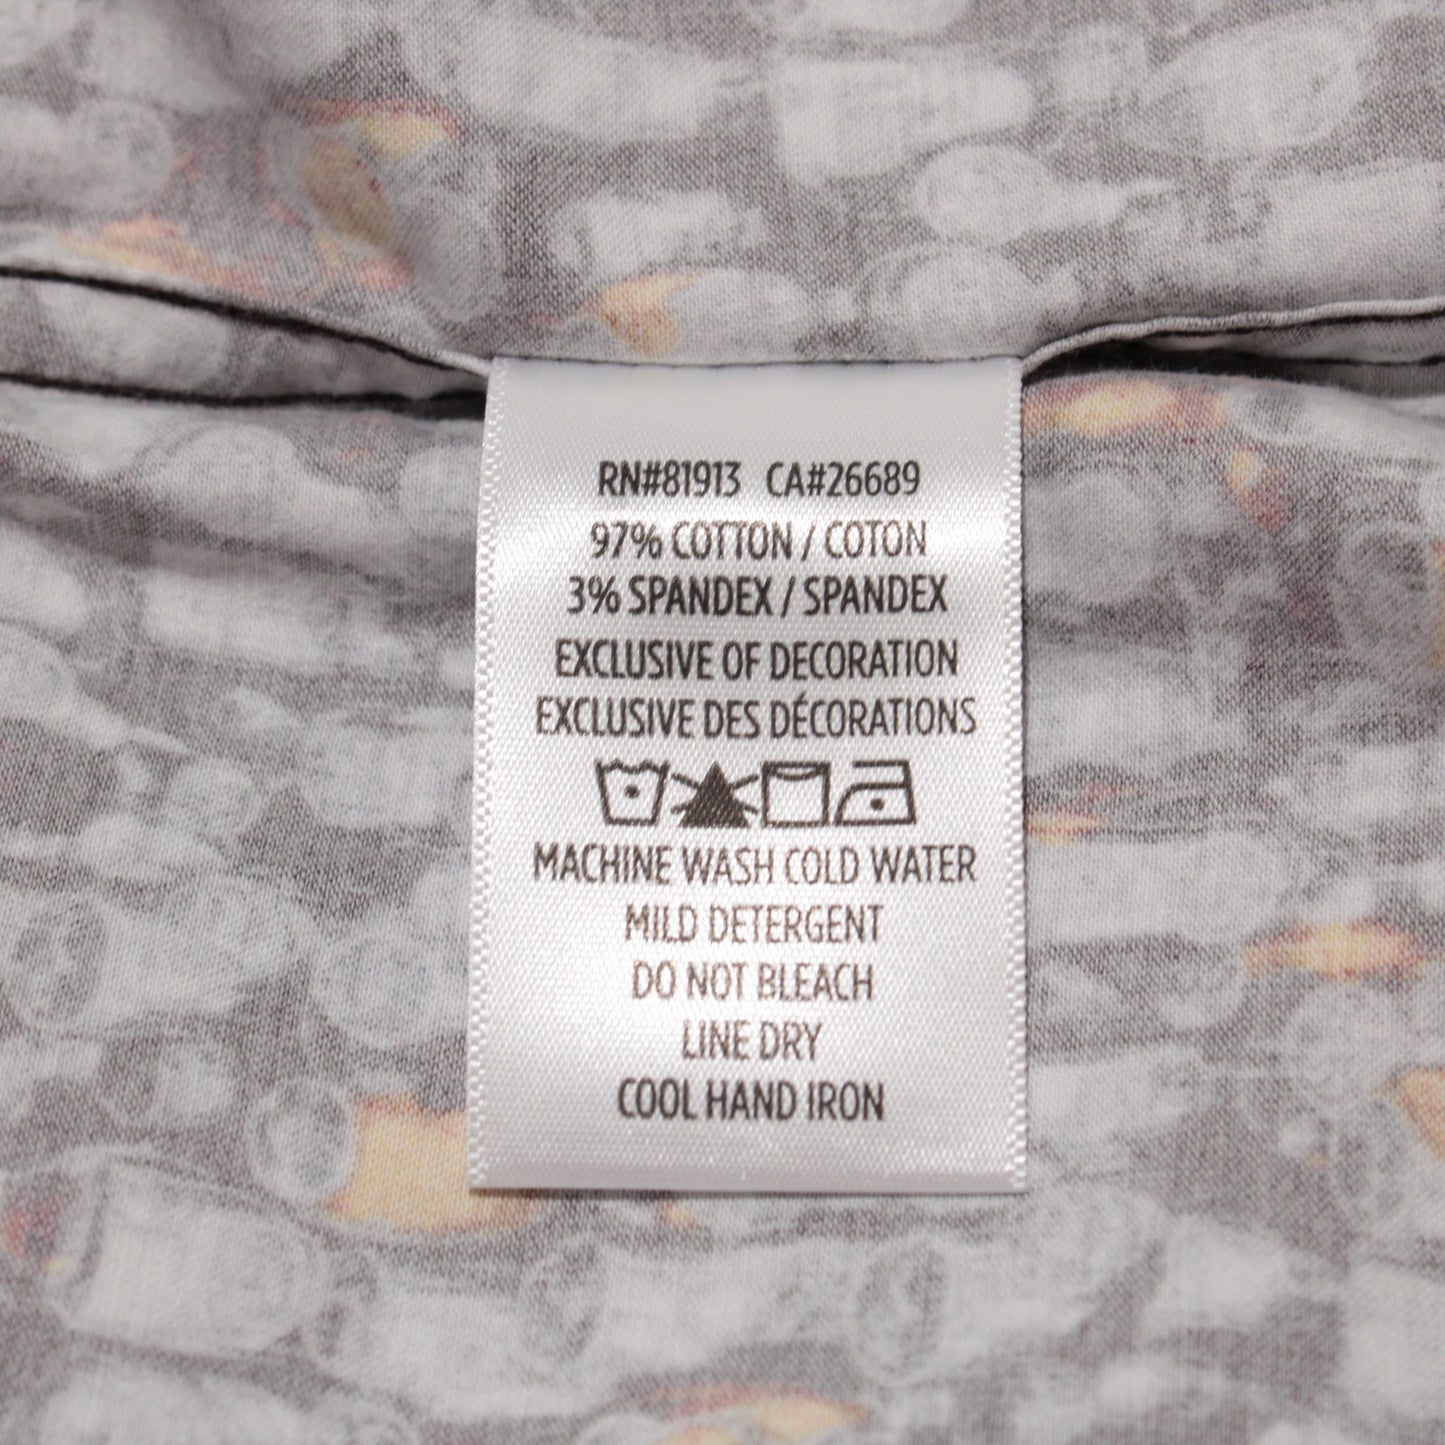 RN#81913 CA#26689
97% COTTON / COTON
3% SPANDEX / SPANDEX
EXCLUSIVE OF DECORATION
EXCLUSIVE DES DÉCORATIONS
MACHINE WASH COLD WATER
MILD DETERGENT
DO NOT BLEACH
LINE DRY
COOL HAND IRON